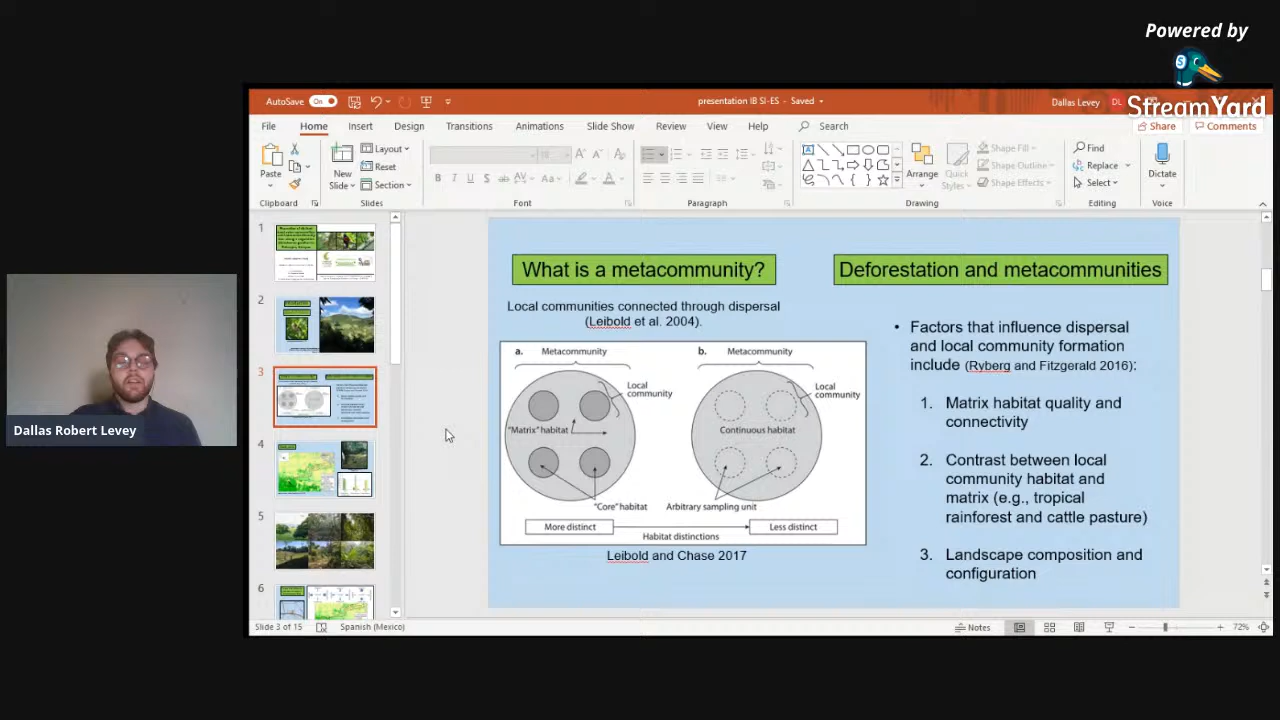 Powered by
StreamYard
AutoSave
On
presentation IB SI-ES - Saved
Dallas Levey
DL
File
Home
Insert
Design
Transitions
Animations
Slide Show
Review
View
Help
Search
Share
Comments
Paste
New
Slide
Layout
Reset
Section
Arrange
Quick
Styles
Shape Fill
Shape Outline
Shape Effects
Find
Replace
Select
Dictate
Clipboard
Slides
Font
Paragraph
Drawing
Editing
Voice
1
2
3
4
5
6
What is a metacommunity?
Local communities connected through dispersal
(Leibold et al. 2004).
a.
Metacommunity
Local
community
"Matrix" habitat
"Core" habitat
b.
Metacommunity
Local
community
Continuous habitat
Arbitrary sampling unit
More distinct
Less distinct
Habitat distinctions
Leibold and Chase 2017
Deforestation and metacommunities
• Factors that influence dispersal
and local community formation
include (Ryberg and Fitzgerald 2016):
1. Matrix habitat quality and
connectivity
2. Contrast between local
community habitat and
matrix (e.g., tropical
rainforest and cattle pasture)
3. Landscape composition and
configuration
Dallas Robert Levey
Slide 3 of 15
Spanish (Mexico)
Notes
72%